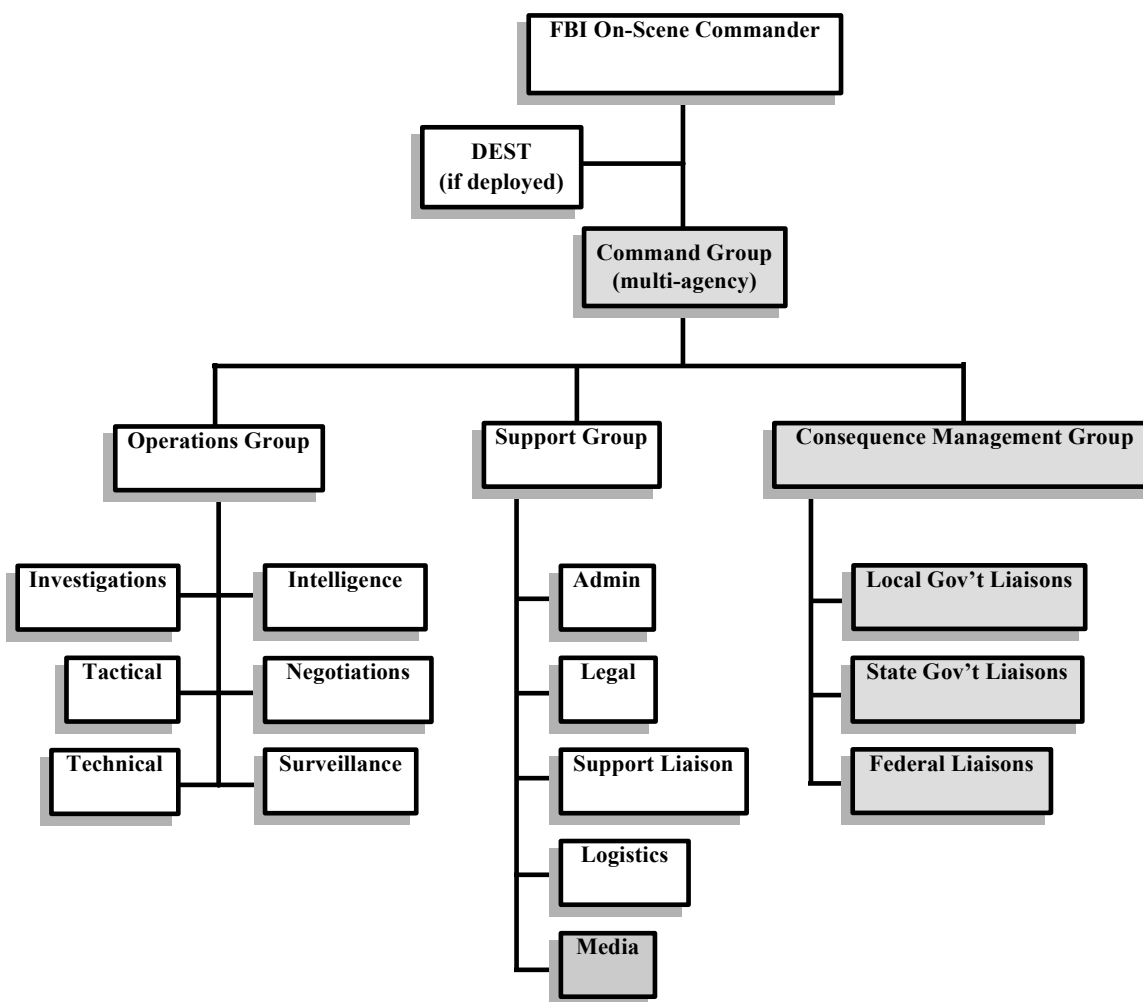 FBI On-Scene Commander
DEST
(if deployed)
Command Group
(multi-agency)
Operations Group
Support Group
Consequence Management Group
Investigations
Intelligence
Tactical
Negotiations
Technical
Surveillance
Admin
Legal
Support Liaison
Logistics
Media
Local Gov’t Liaisons
State Gov’t Liaisons
Federal Liaisons